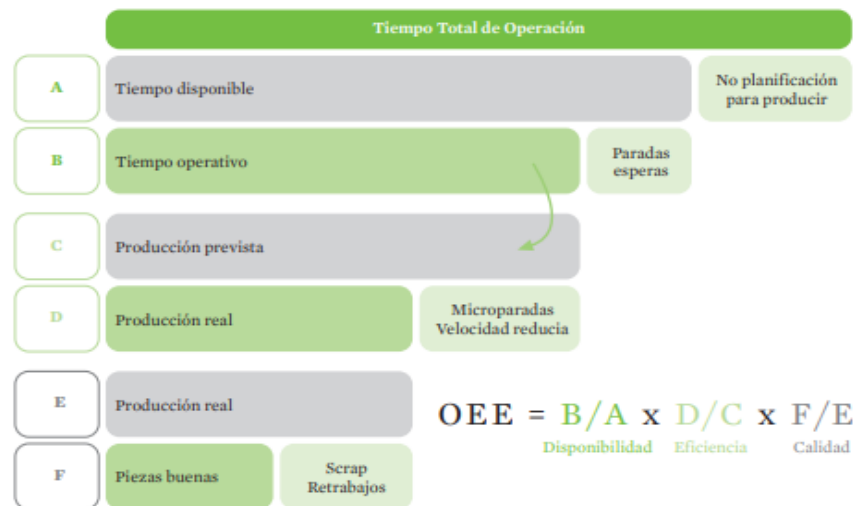 Tiempo Total de Operación
A
Tiempo disponible
No planificación
para producir
B
Tiempo operativo
Paradas
esperas
C
Producción prevista
D
Producción real
Microparadas
Velocidad reducia
E
Producción real
OEE = B/A x D/C x F/E
Disponibilidad Eficiencia Calidad
F
Piezas buenas
Scrap
Retrabajos